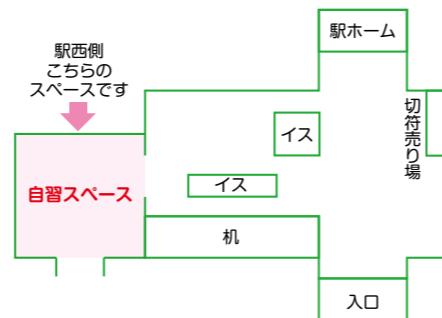 駅ホーム
駅西側
こちらの
スペースです
切符売り場
イス
イス
自習スペース
机
入口